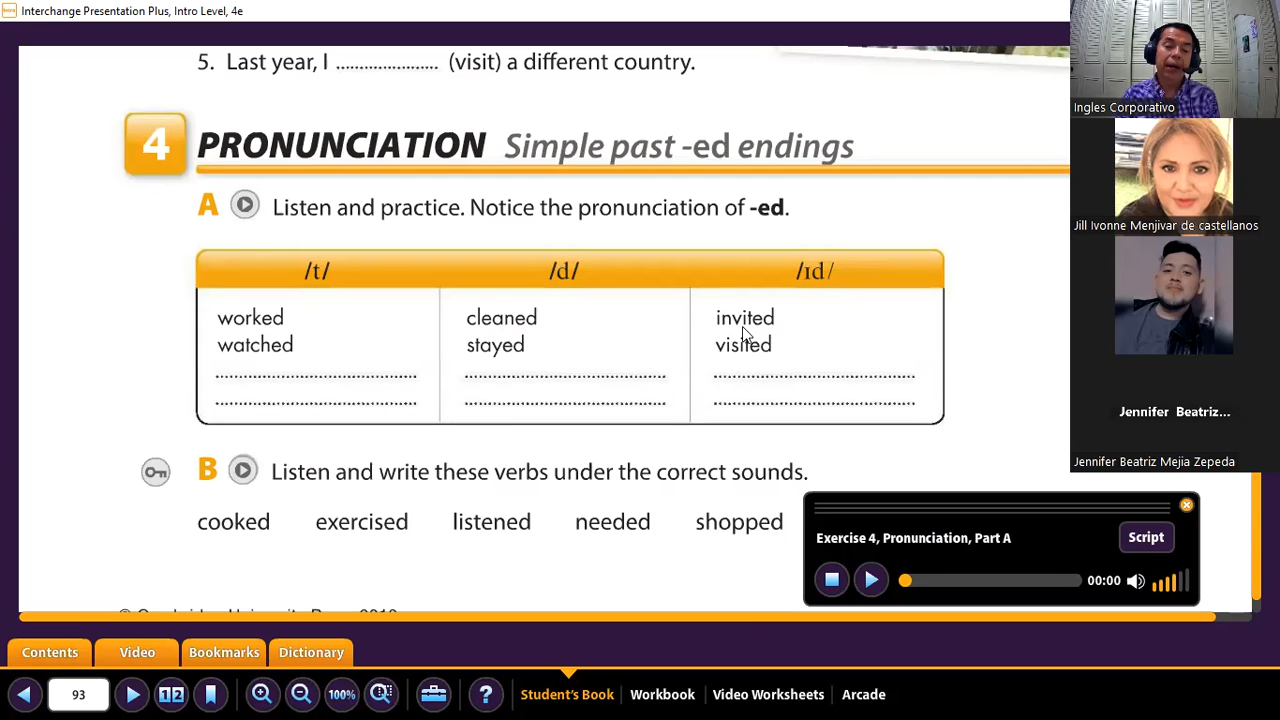 Interchange Presentation Plus, Intro Level, 4e
5. Last year, I ..................... (visit) a different country.
4 PRONUNCIATION Simple past -ed endings
A Listen and practice. Notice the pronunciation of -ed.
/t/ /d/ /ɪd/
worked cleaned invited
watched stayed visited
B Listen and write these verbs under the correct sounds.
cooked exercised listened needed shopped
Exercise 4, Pronunciation, Part A
Script
00:00
Ingles Corporativo
Jill Ivonne Menjivar de castellanos
Jennifer Beatriz...
Jennifer Beatriz Mejia Zepeda
Contents Video Bookmarks Dictionary
93 1 2 100% ? Student's Book Workbook Video Worksheets Arcade